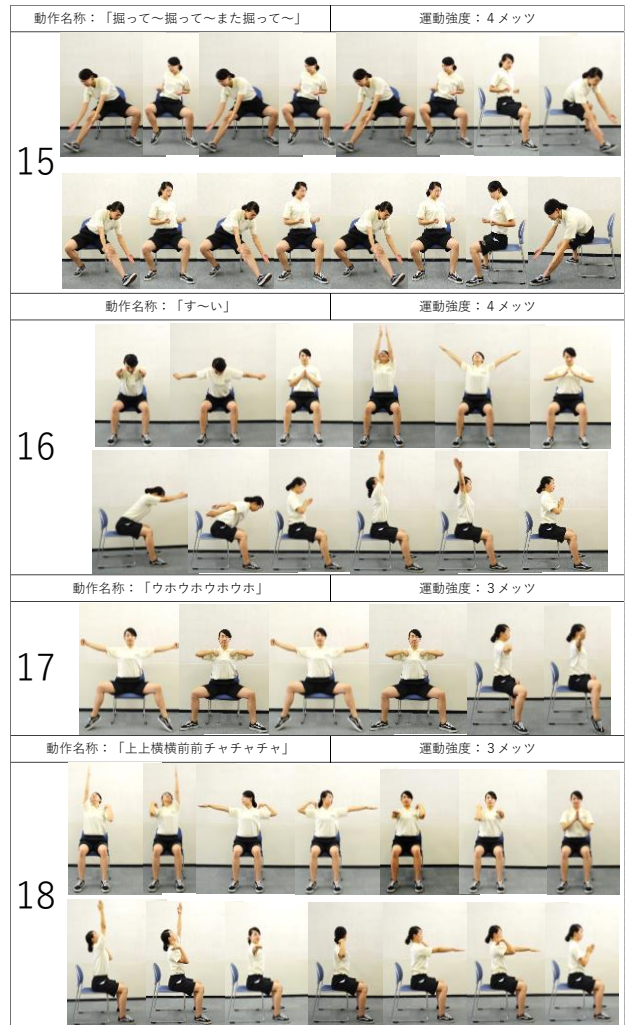 動作名称：「掘って～掘って～また掘って～」 運動強度：４メッツ
15
動作名称：「す～い」 運動強度：４メッツ
16
動作名称：「ウホウホウホウホ」 運動強度：３メッツ
17
動作名称：「上上横横前前チャチャチャ」 運動強度：３メッツ
18